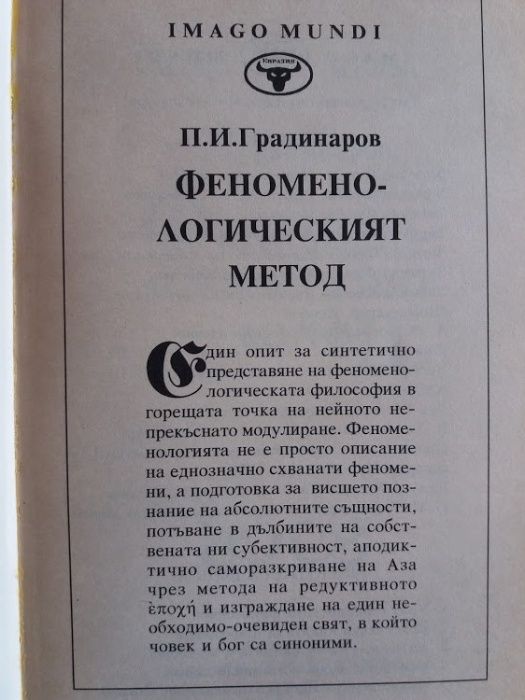 IMAGO MUNDI
ЕВРАЗИЯ
П.И.Градинаров
ФЕНОМЕНО-
ЛОГИЧЕСКИЯТ
МЕТОД
Един опит за синтетично
представяне на феномено-
логическата философия в
горещата точка на нейното не-
прекъснато модулиране. Феноме-
нологията не е просто описание
на еднозначно схванати феноме-
ни, а подготовка за висшето поз-
нание на абсолютните същности,
потъване в дълбините на собст-
вената ни субективност, аподик-
тично саморазкриване на Аза
чрез метода на редуктивното
ἐποχή и изграждане на един не-
обходимо-очевиден свят, в който
човек и бог са синоними.